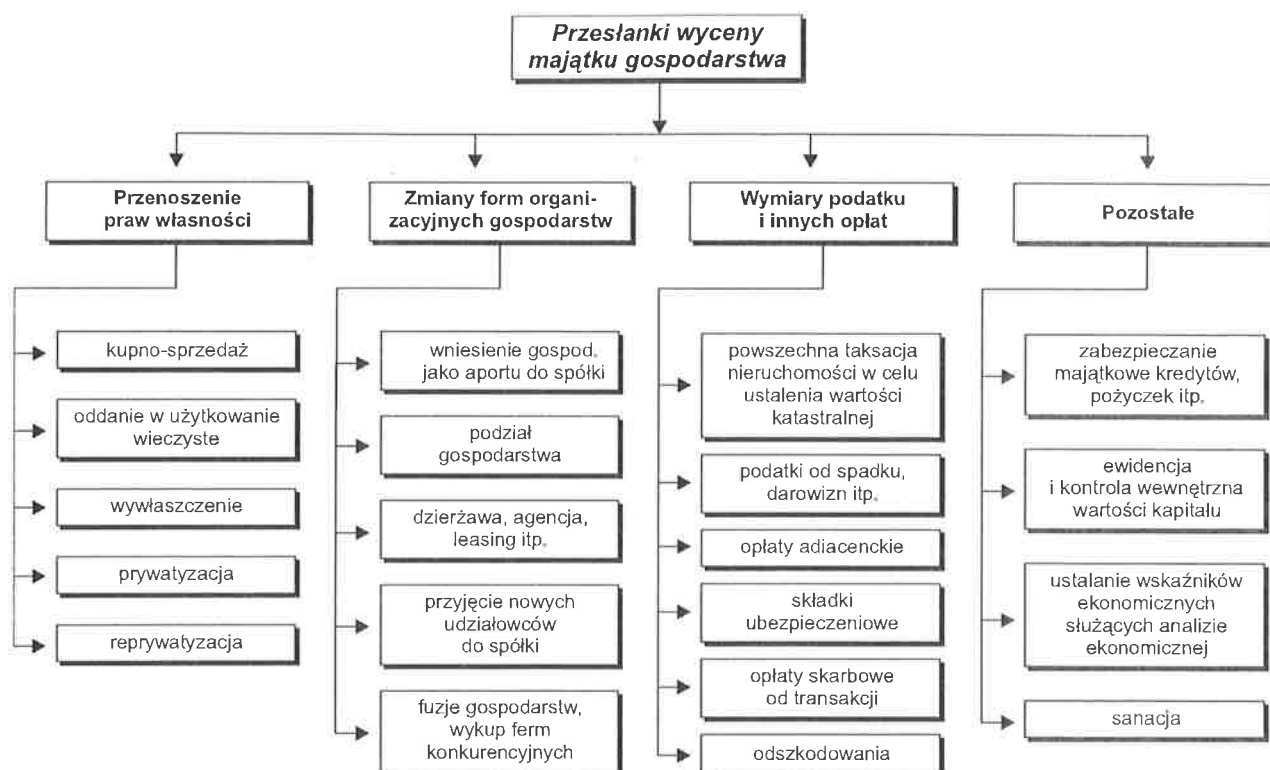 Przesłanki wyceny
majątku gospodarstwa
Przenoszenie
praw własności
kupno-sprzedaż
oddanie w użytkowanie
wieczyste
wywłaszczenie
prywatyzacja
reprywatyzacja
Zmiany form organi-
zacyjnych gospodarstw
wniesienie gospod.
jako aportu do spółki
podział
gospodarstwa
dzierżawa, agencja,
leasing itp.
przyjęcie nowych
udziałowców
do spółki
fuzje gospodarstw,
wykup ferm
konkurencyjnych
Wymiary podatku
i innych opłat
powszechna taksacja
nieruchomości w celu
ustalenia wartości
katastralnej
podatki od spadku,
darowizn itp.
opłaty adiacenckie
składki
ubezpieczeniowe
opłaty skarbowe
od transakcji
odszkodowania
Pozostałe
zabezpieczanie
majątkowe kredytów,
pożyczek itp.
ewidencja
i kontrola wewnętrzna
wartości kapitału
ustalanie wskaźników
ekonomicznych
służących analizie
ekonomicznej
sanacja